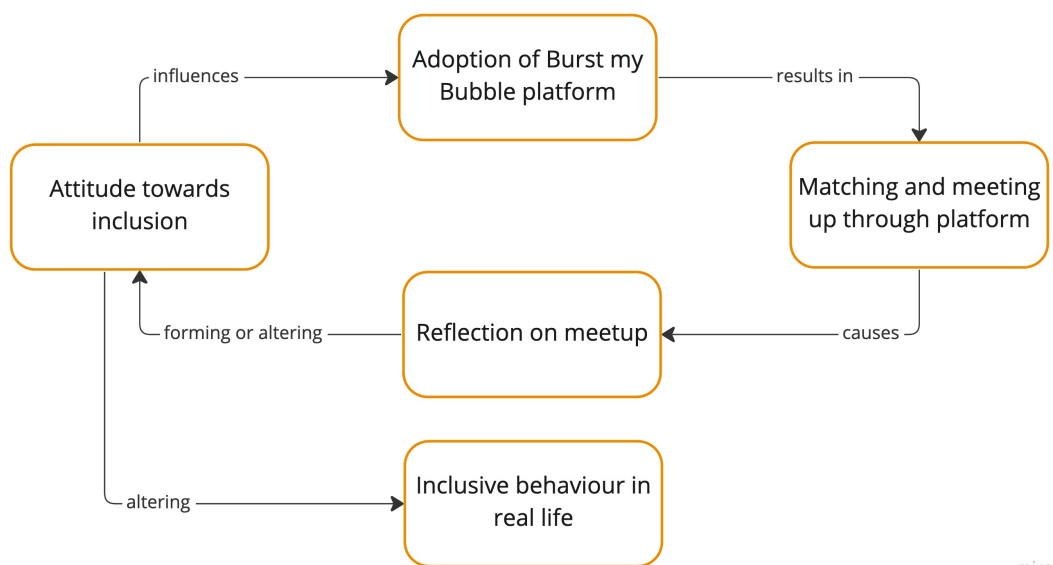 Adoption of Burst my
Bubble platform
influences
results in
Attitude towards
inclusion
Matching and meeting
up through platform
Reflection on meetup
forming or altering
causes
Inclusive behaviour in
real life
altering